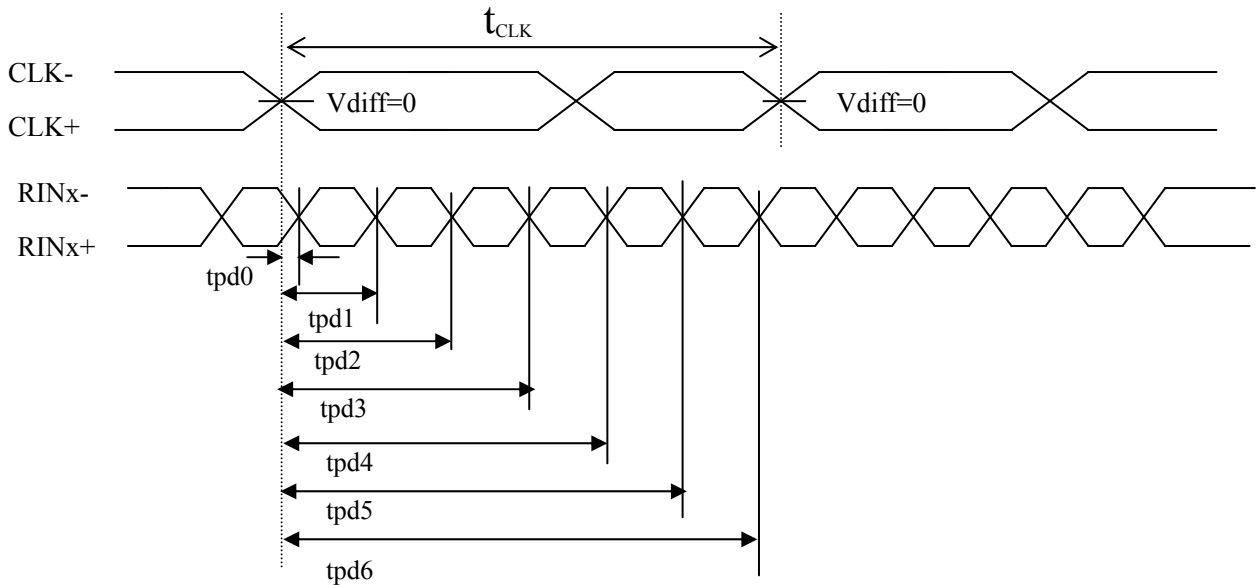 tCLK
CLK-
Vdiff=0 Vdiff=0
CLK+
RINx-
RINx+
tpd0
tpd1
tpd2
tpd3
tpd4
tpd5
tpd6